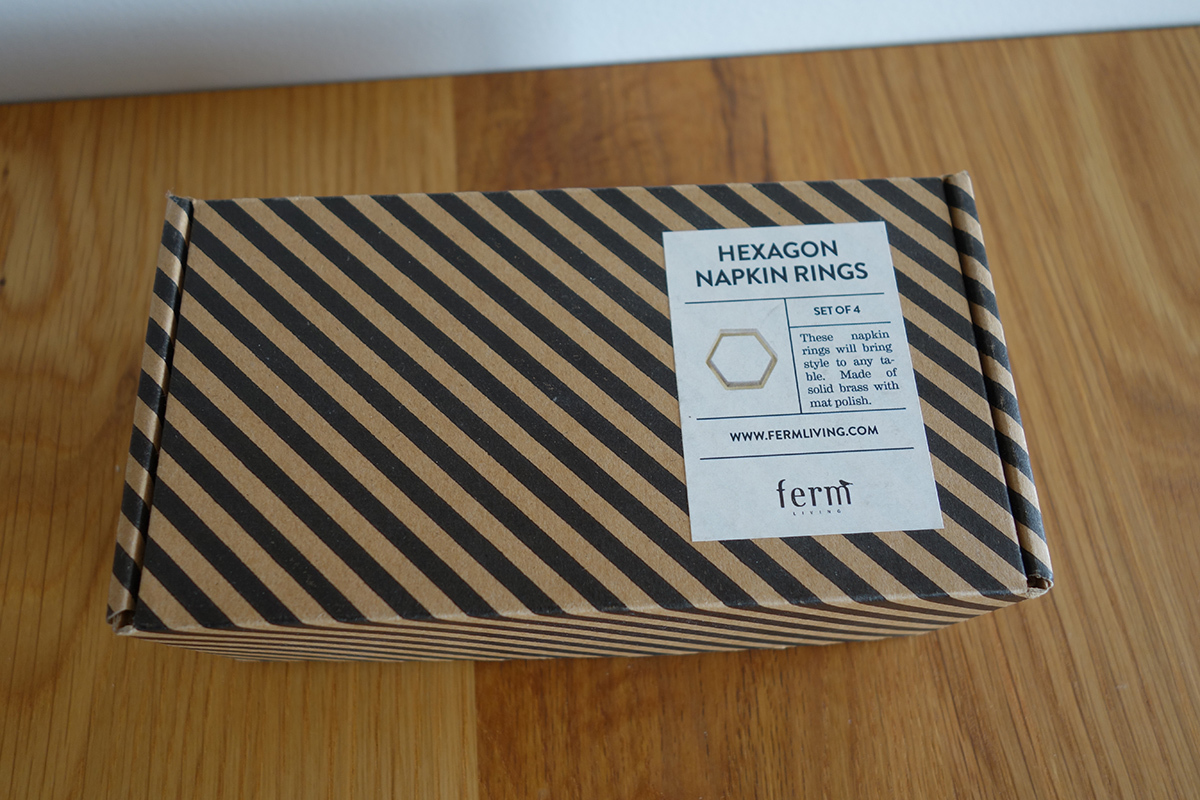 HEXAGON
NAPKIN RINGS
SET OF 4
These napkin
rings will bring
style to any ta-
ble. Made of
solid brass with
mat polish.
WWW.FERMLIVING.COM
ferm
LIVING